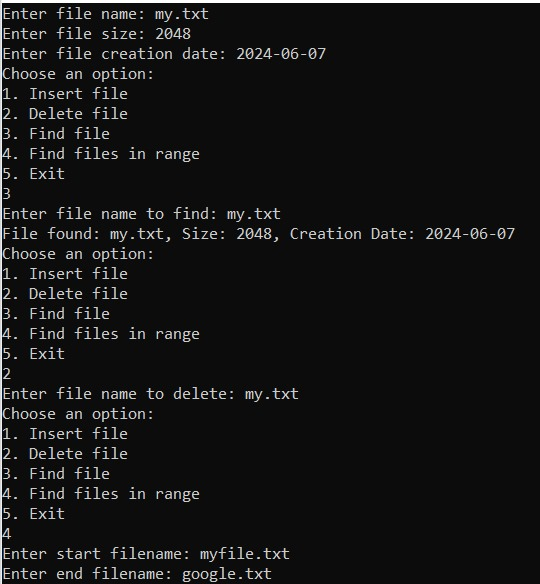 Enter file name: my.txt
Enter file size: 2048
Enter file creation date: 2024-06-07
Choose an option:
1. Insert file
2. Delete file
3. Find file
4. Find files in range
5. Exit
3
Enter file name to find: my.txt
File found: my.txt, Size: 2048, Creation Date: 2024-06-07
Choose an option:
1. Insert file
2. Delete file
3. Find file
4. Find files in range
5. Exit
2
Enter file name to delete: my.txt
Choose an option:
1. Insert file
2. Delete file
3. Find file
4. Find files in range
5. Exit
4
Enter start filename: myfile.txt
Enter end filename: google.txt